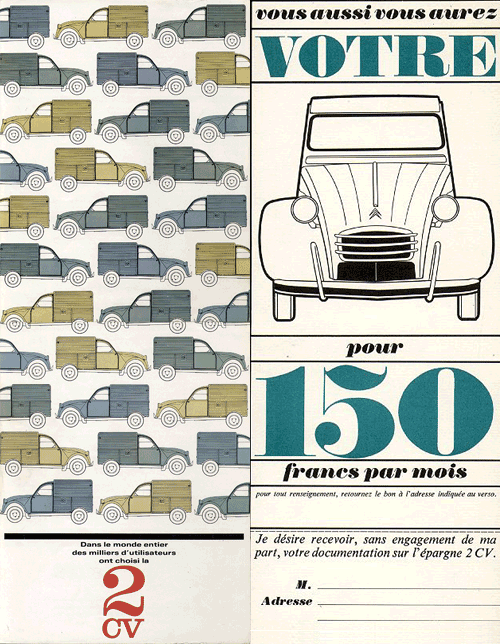 Dans le monde entier
des milliers d'utilisateurs
ont choisi la
2
CV
vous aussi vous aurez
VOTRE
pour
150
francs par mois
pour tout renseignement, retournez le bon à l'adresse indiquée au verso.
Je désire recevoir, sans engagement de ma
part, votre documentation sur l'épargne 2 CV.
M.
Adresse